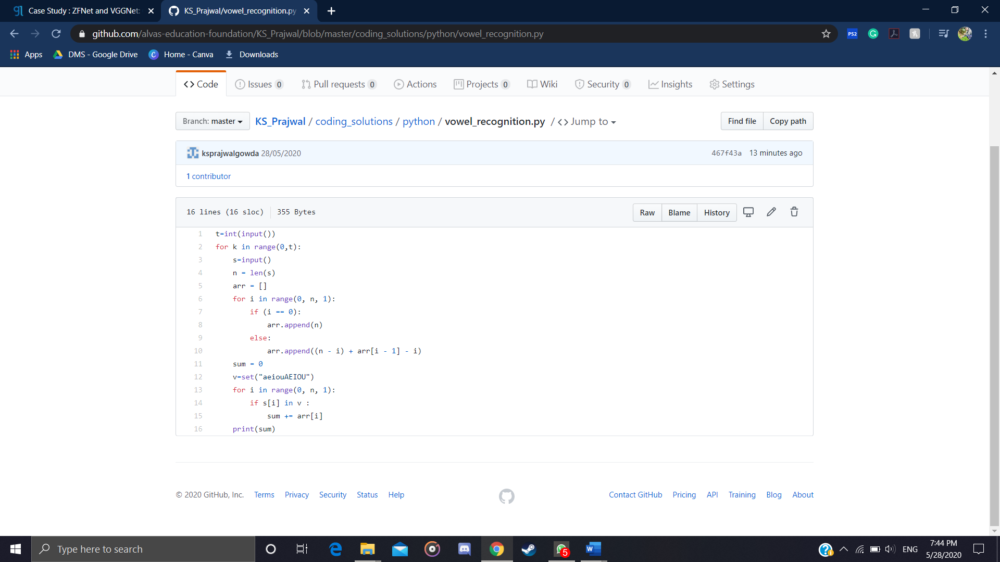 Case Study : ZFNet and VGGNet:
KS_Prajwal/vowel_recognition.py
github.com/alvas-education-foundation/KS_Prajwal/blob/master/coding_solutions/python/vowel_recognition.py
PS2
Apps DMS - Google Drive Home - Canva Downloads
Code Issues 0 Pull requests 0 Actions Projects 0 Wiki Security 0 Insights Settings
Branch: master KS_Prajwal / coding_solutions / python / vowel_recognition.py / <> Jump to Find file Copy path
ksprajwalgowda 28/05/2020 467f43a 13 minutes ago
1 contributor
16 lines (16 sloc) 355 Bytes Raw Blame History
1 t=int(input())
2 for k in range(0,t):
3     s=input()
4     n = len(s)
5     arr = []
6     for i in range(0, n, 1):
7         if (i == 0):
8             arr.append(n)
9         else:
10             arr.append((n - i) + arr[i - 1] - i)
11     sum = 0
12     v=set("aeiouAEIOU")
13     for i in range(0, n, 1):
14         if s[i] in v :
15             sum += arr[i]
16     print(sum)
© 2020 GitHub, Inc. Terms Privacy Security Status Help Contact GitHub Pricing API Training Blog About
Type here to search
5
ENG
7:44 PM
5/28/2020